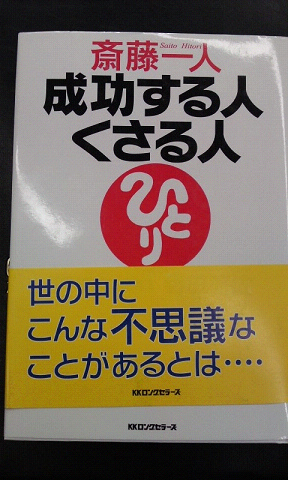 斎藤一人
Saito Hitori
成功する人
くさる人
ひとり
世の中に
こんな不思議な
ことがあるとは‥‥
KKロングセラーズ
KKロングセラーズ